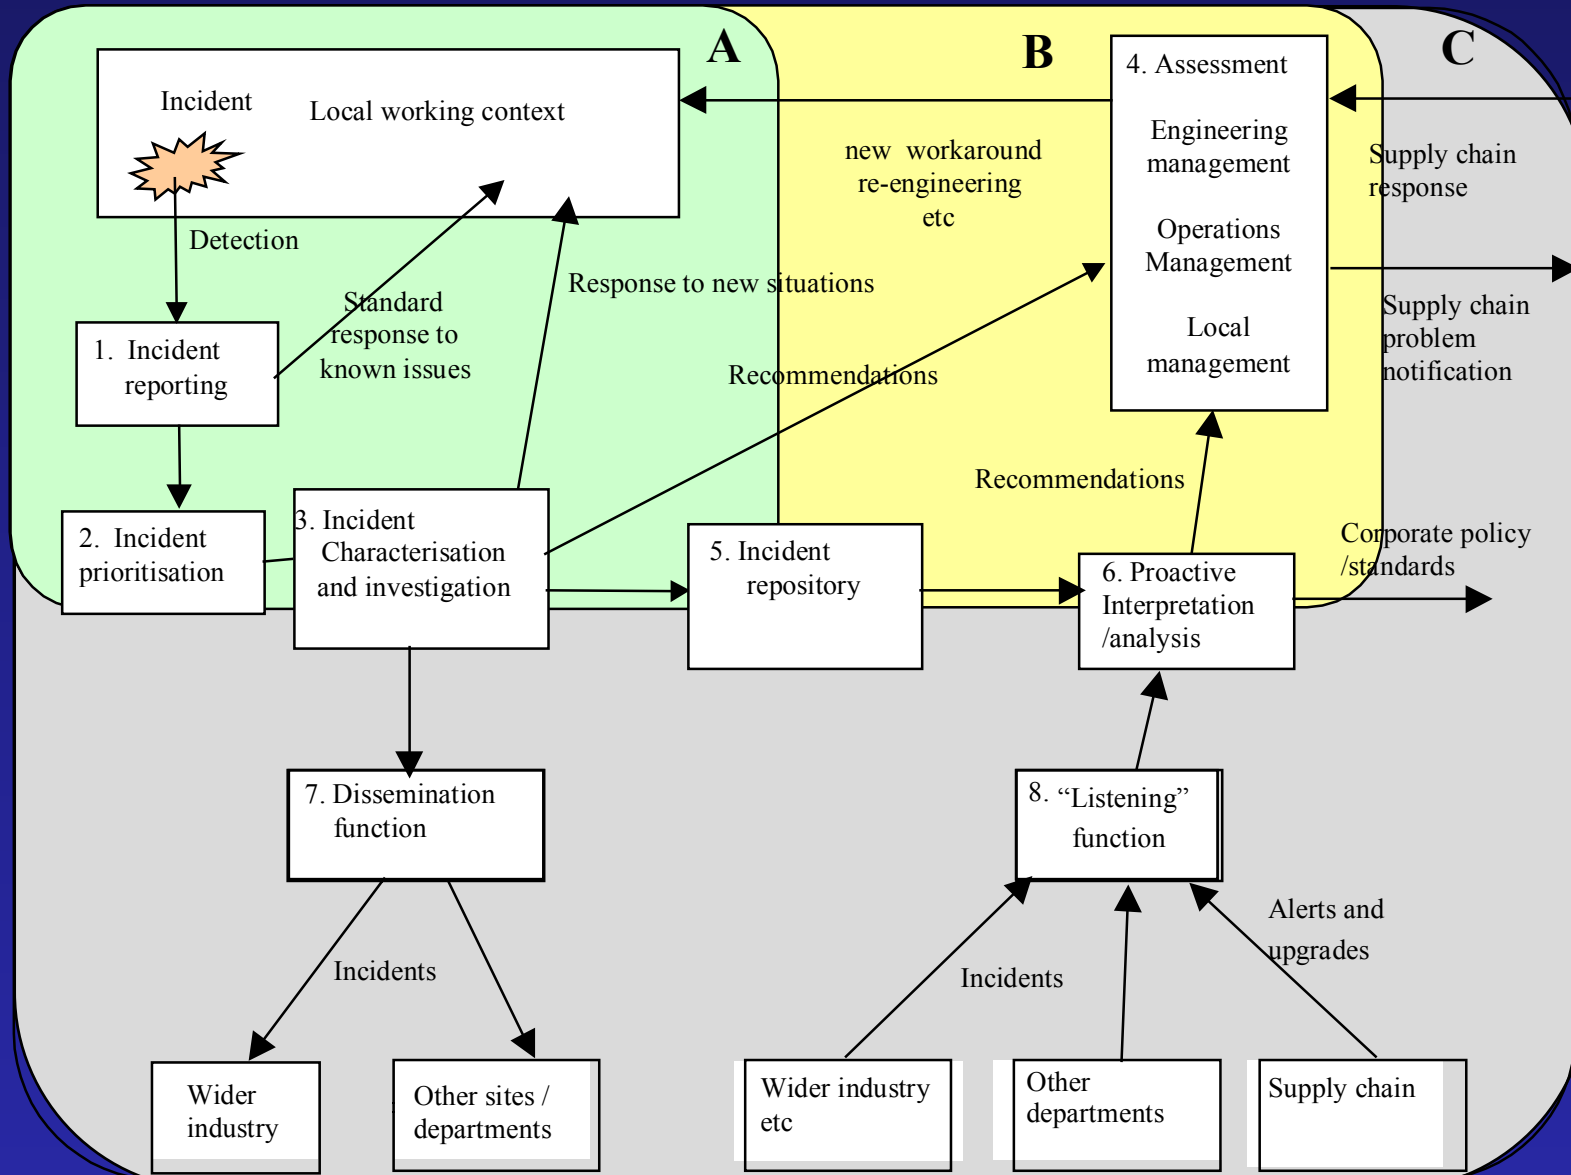 A
B
C
Incident
Local working context
Detection
Standard
response to
known issues
Response to new situations
new workaround
re-engineering
etc
4. Assessment
Engineering
management
Operations
Management
Local
management
Supply chain
response
Supply chain
problem
notification
1. Incident
reporting
Recommendations
2. Incident
prioritisation
3. Incident
Characterisation
and investigation
5. Incident
repository
Recommendations
6. Proactive
Interpretation
/analysis
Corporate policy
/standards
7. Dissemination
function
8. “Listening”
function
Incidents
Incidents
Alerts and
upgrades
Wider
industry
Other sites /
departments
Wider industry
etc
Other
departments
Supply chain